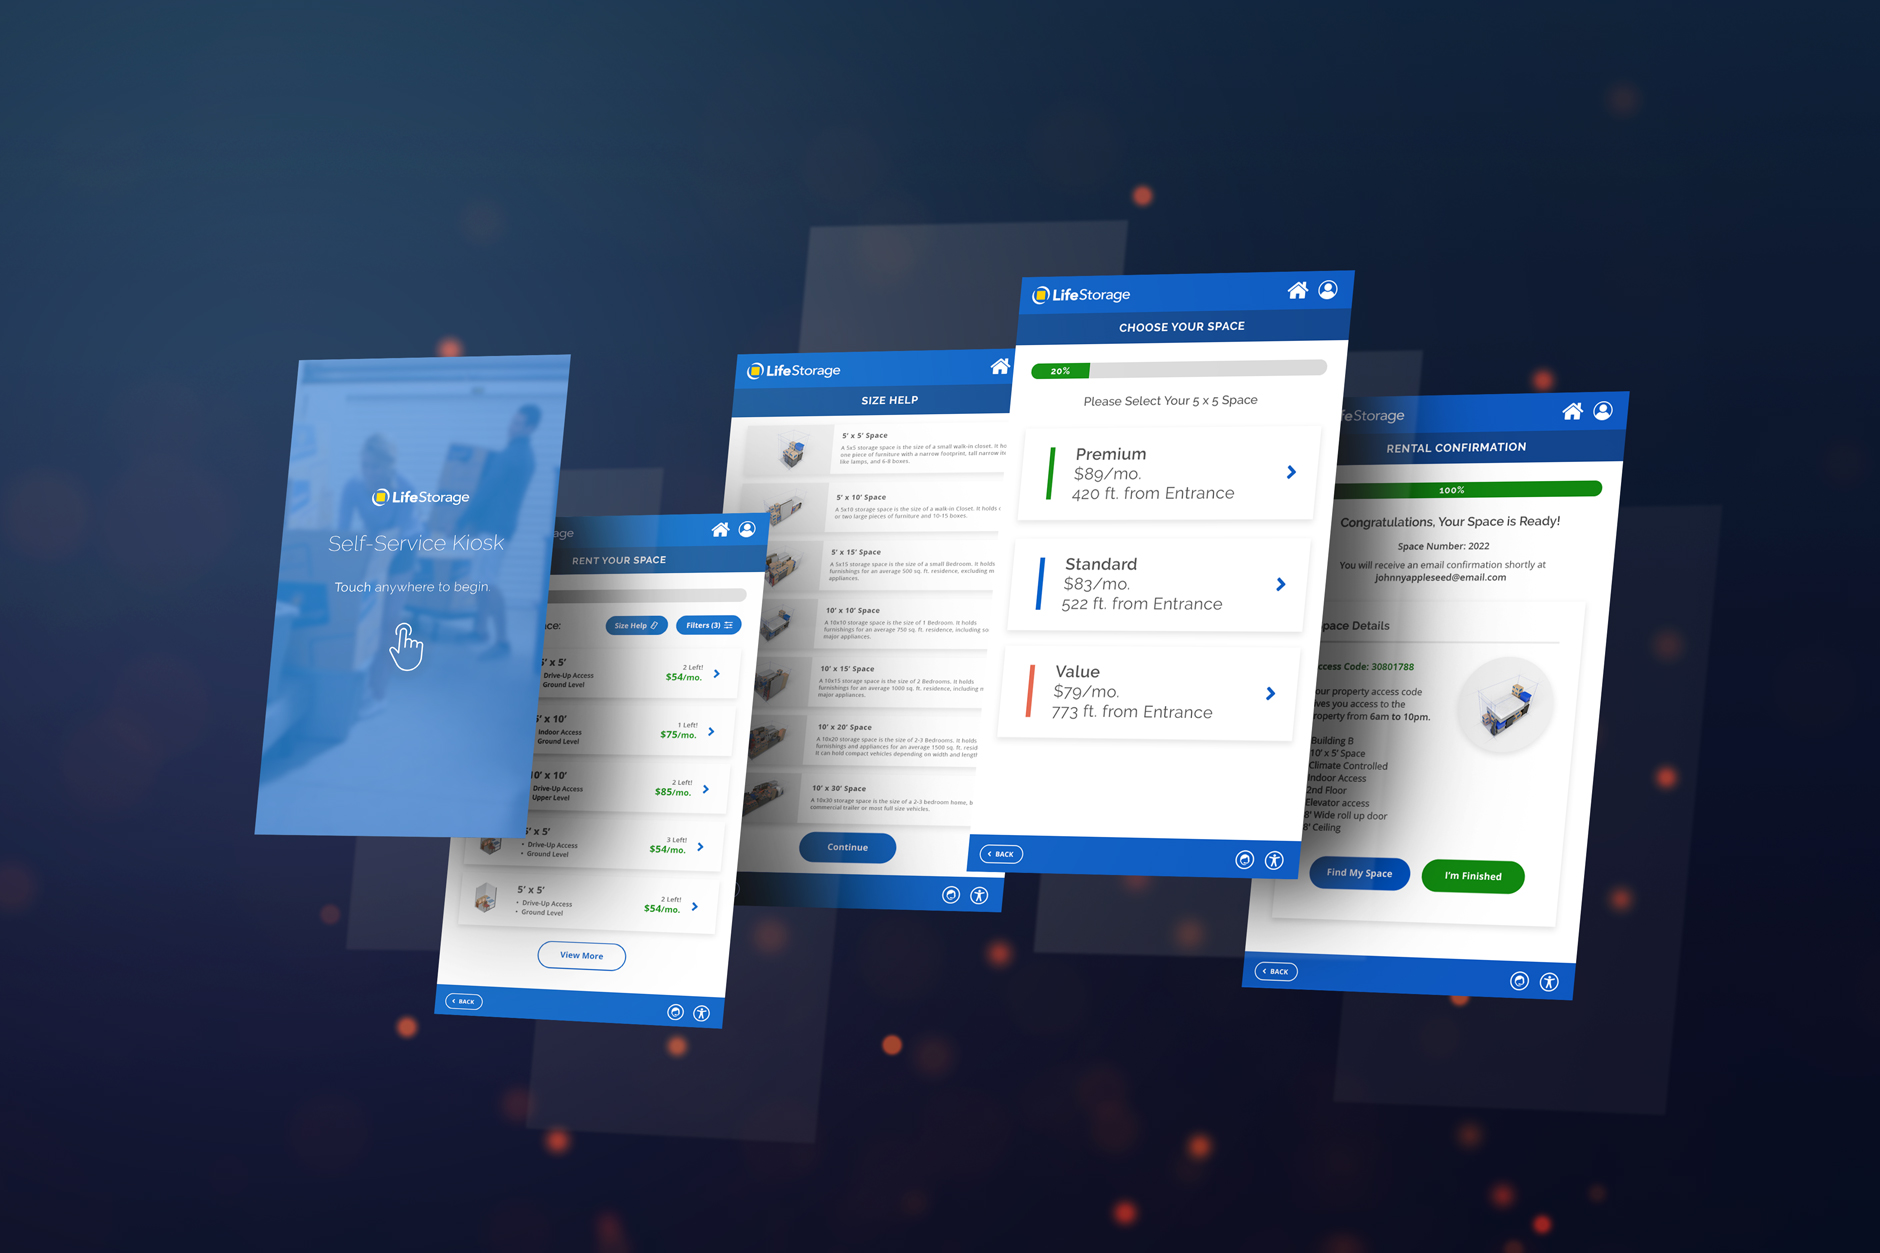 LifeStorage
Self-Service Kiosk
Touch anywhere to begin.
age
RENT YOUR SPACE
ce:
Size Help
Filters (3)
5' x 5'
Drive-Up Access
Ground Level
2 Left!
$54/mo.
5' x 10'
Indoor Access
Ground Level
1 Left!
$75/mo.
10' x 10'
Drive-Up Access
Upper Level
2 Left!
$85/mo.
5' x 5'
• Drive-Up Access
• Ground Level
3 Left!
$54/mo.
5' x 5'
• Drive-Up Access
• Ground Level
2 Left!
$54/mo.
View More
BACK
LifeStorage
SIZE HELP
5' x 5' Space
A 5x5 storage space is the size of a small walk-in closet. It ho
one piece of furniture with a narrow footprint, tall narrow it
like lamps, and 6-8 boxes.
5' x 10' Space
A 5x10 storage space is the size of a walk-in Closet. It holds c
or two large pieces of furniture and 10-15 boxes.
5' x 15' Space
A 5x15 storage space is the size of a small Bedroom. It holds
furnishings for an average 500 sq. ft. residence, excluding m
appliances.
10' x 10' Space
A 10x10 storage space is the size of 1 Bedroom. It holds
furnishings for an average 750 sq. ft. residence, including so
major appliances.
10' x 15' Space
A 10x15 storage space is the size of 2 Bedrooms. It holds
furnishings for an average 1000 sq. ft. residence, including m
major appliances.
10' x 20' Space
A 10x20 storage space is the size of 2-3 Bedrooms. It holds
furnishings and appliances for an average 1500 sq. ft. resid
It can hold compact vehicles depending on width and length
10' x 30' Space
A 10x30 storage space is the size of a 2-3 bedroom home, b
commercial trailer or most full size vehicles.
Continue
LifeStorage
CHOOSE YOUR SPACE
20%
Please Select Your 5 x 5 Space
Premium
$89/mo.
420 ft. from Entrance
Standard
$83/mo.
522 ft. from Entrance
Value
$79/mo.
773 ft. from Entrance
BACK
feStorage
RENTAL CONFIRMATION
100%
Congratulations, Your Space is Ready!
Space Number: 2022
You will receive an email confirmation shortly at
johnnyappleseed@email.com
pace Details
ccess Code: 30801788
our property access code
ives you access to the
roperty from 6am to 10pm.
Building B
10' x 5' Space
Climate Controlled
Indoor Access
2nd Floor
Elevator access
8' Wide roll up door
8' Ceiling
Find My Space
I'm Finished
BACK